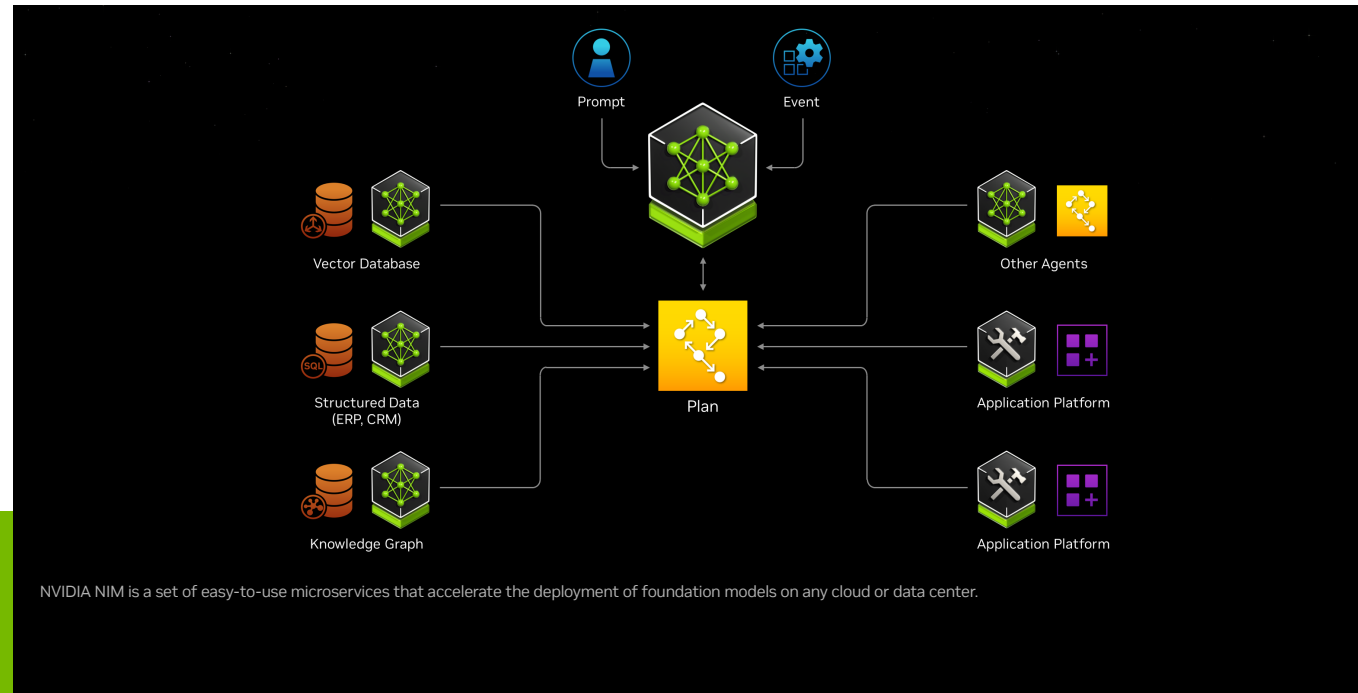 Prompt
Event
Vector Database
Other Agents
SQL
Structured Data
(ERP, CRM)
Plan
Application Platform
Knowledge Graph
Application Platform
NVIDIA NIM is a set of easy-to-use microservices that accelerate the deployment of foundation models on any cloud or data center.